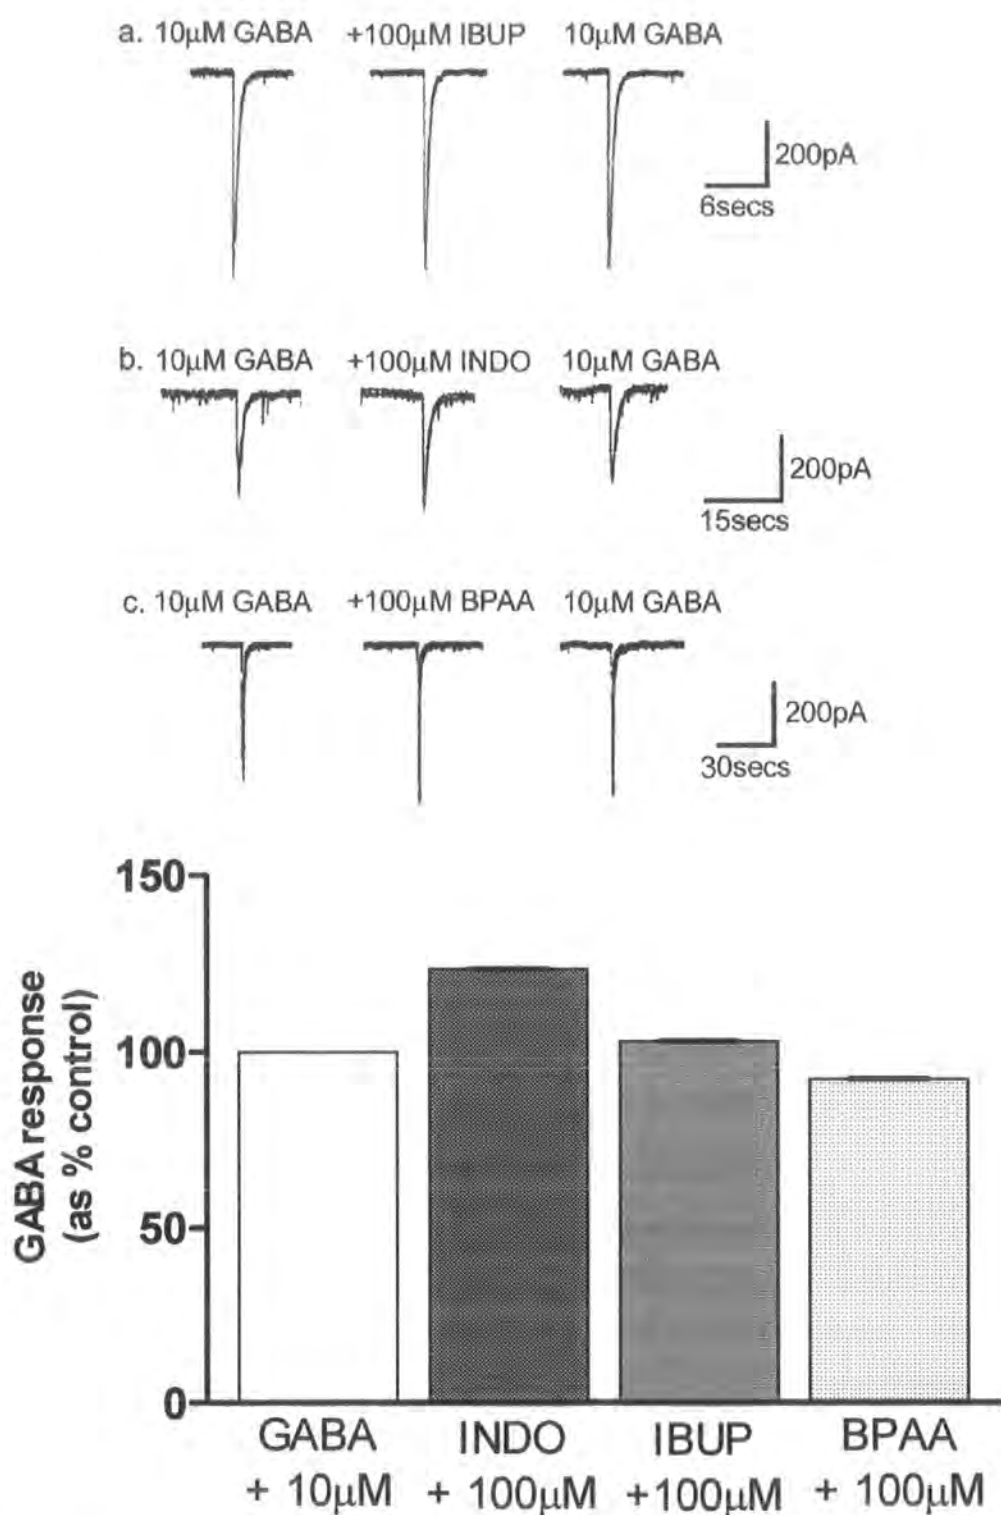 a. 10µM GABA +100µM IBUP 10µM GABA
200pA
6secs
b. 10µM GABA +100µM INDO 10µM GABA
200pA
15secs
c. 10µM GABA +100µM BPAA 10µM GABA
200pA
30secs
150
100
50
0
GABA response
(as % control)
GABA INDO IBUP BPAA
+ 10µM + 100µM +100µM + 100µM